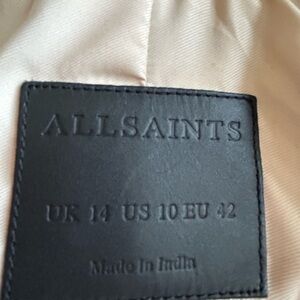 ALLSAINTS
UK 14 US 10 EU 42
Made in India